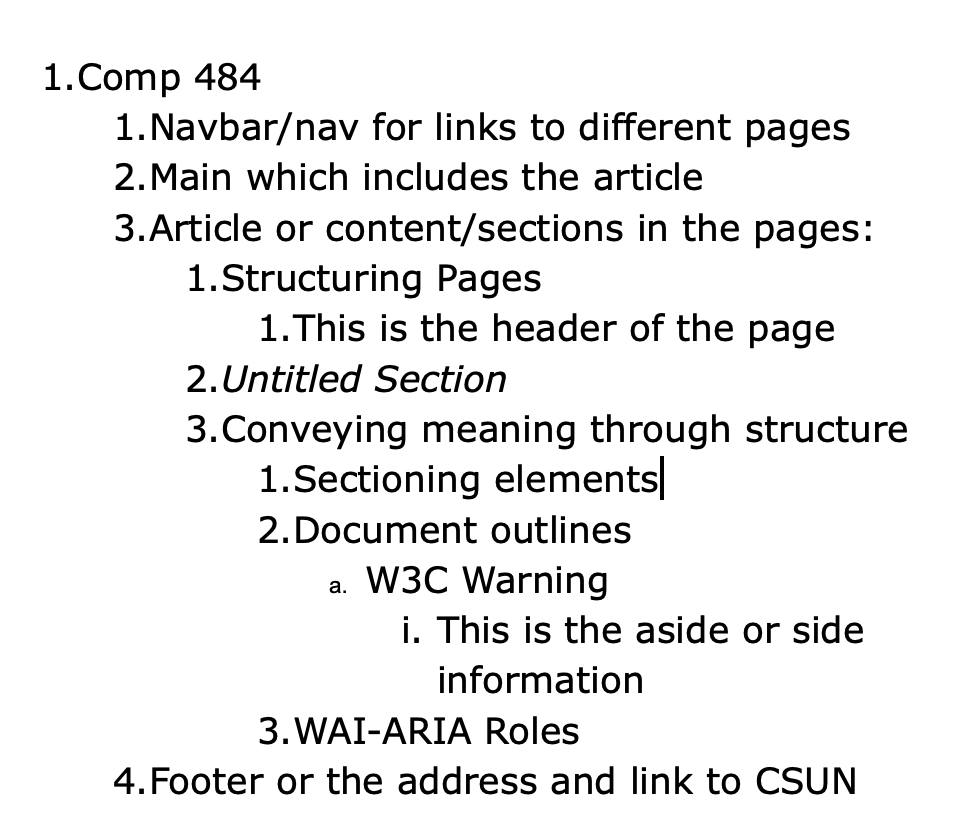 1.Comp 484
1.Navbar/nav for links to different pages
2.Main which includes the article
3.Article or content/sections in the pages:
1.Structuring Pages
1.This is the header of the page
2.Untitled Section
3.Conveying meaning through structure
1.Sectioning elements
2.Document outlines
a. W3C Warning
i. This is the aside or side
information
3.WAI-ARIA Roles
4.Footer or the address and link to CSUN